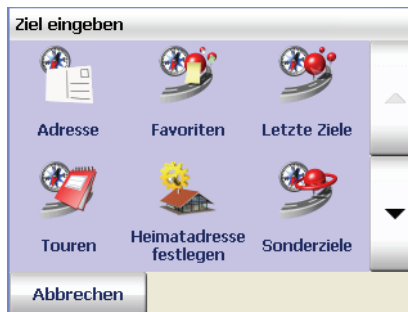 Ziel eingeben
Adresse
Favoriten
Letzte Ziele
Touren
Heimatadresse
festlegen
Sonderziele
Abbrechen